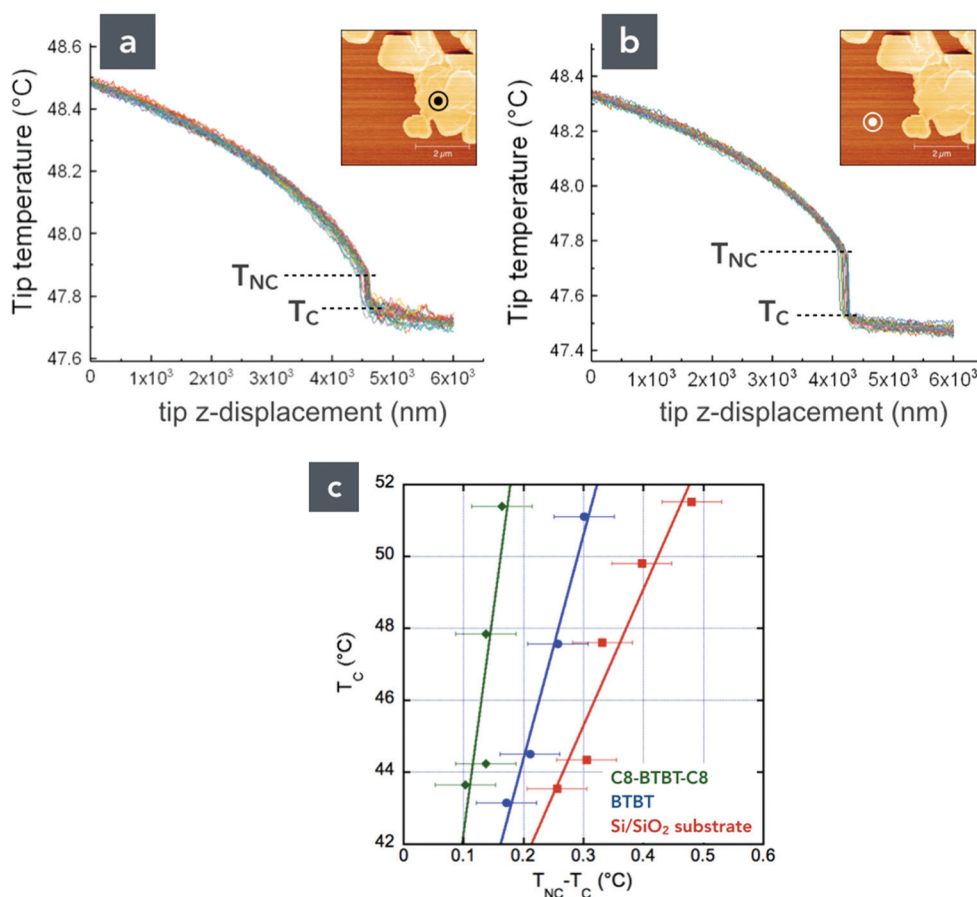 a
48.6
48.4
48.2
48.0
47.8
47.6
Tip temperature (°C)
T_NC
T_C
2 µm
0
1x10³
2x10³
3x10³
4x10³
5x10³
6x10³
tip z-displacement (nm)
b
48.4
48.2
48.0
47.8
47.6
47.4
Tip temperature (°C)
T_NC
T_C
2 µm
0
1x10³
2x10³
3x10³
4x10³
5x10³
6x10³
tip z-displacement (nm)
c
52
50
48
46
44
42
T_C (°C)
C8-BTBT-C8
BTBT
Si/SiO₂ substrate
0
0.1
0.2
0.3
0.4
0.5
0.6
T_NC-T_C (°C)